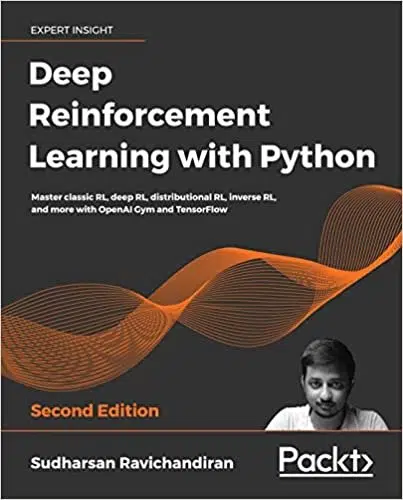 EXPERT INSIGHT
Deep
Reinforcement
Learning with Python
Master classic RL, deep RL, distributional RL, inverse RL,
and more with OpenAI Gym and TensorFlow
Second Edition
Sudharsan Ravichandiran
Packt>